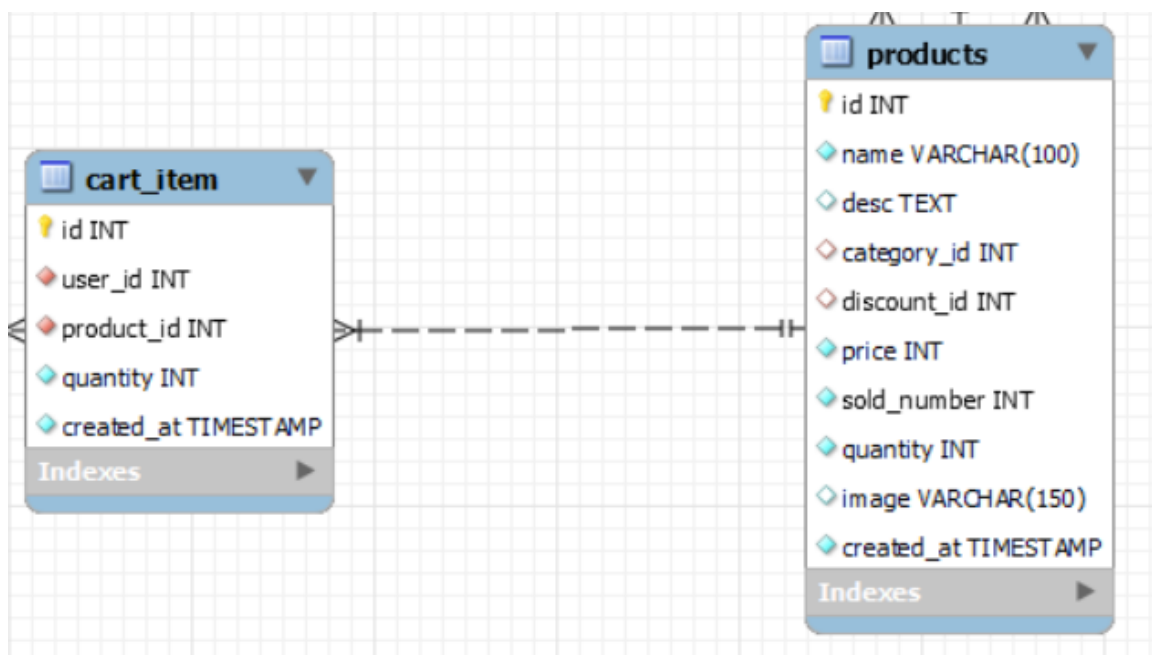 products
id INT
name VARCHAR(100)
desc TEXT
category_id INT
discount_id INT
price INT
sold_number INT
quantity INT
image VARCHAR(150)
created_at TIMESTAMP
Indexes
cart_item
id INT
user_id INT
product_id INT
quantity INT
created_at TIMESTAMP
Indexes